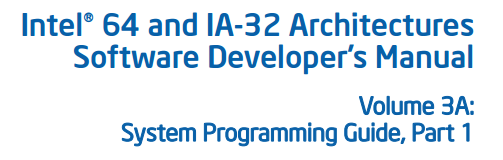 Intel® 64 and IA-32 Architectures
Software Developer's Manual
Volume 3A:
System Programming Guide, Part 1